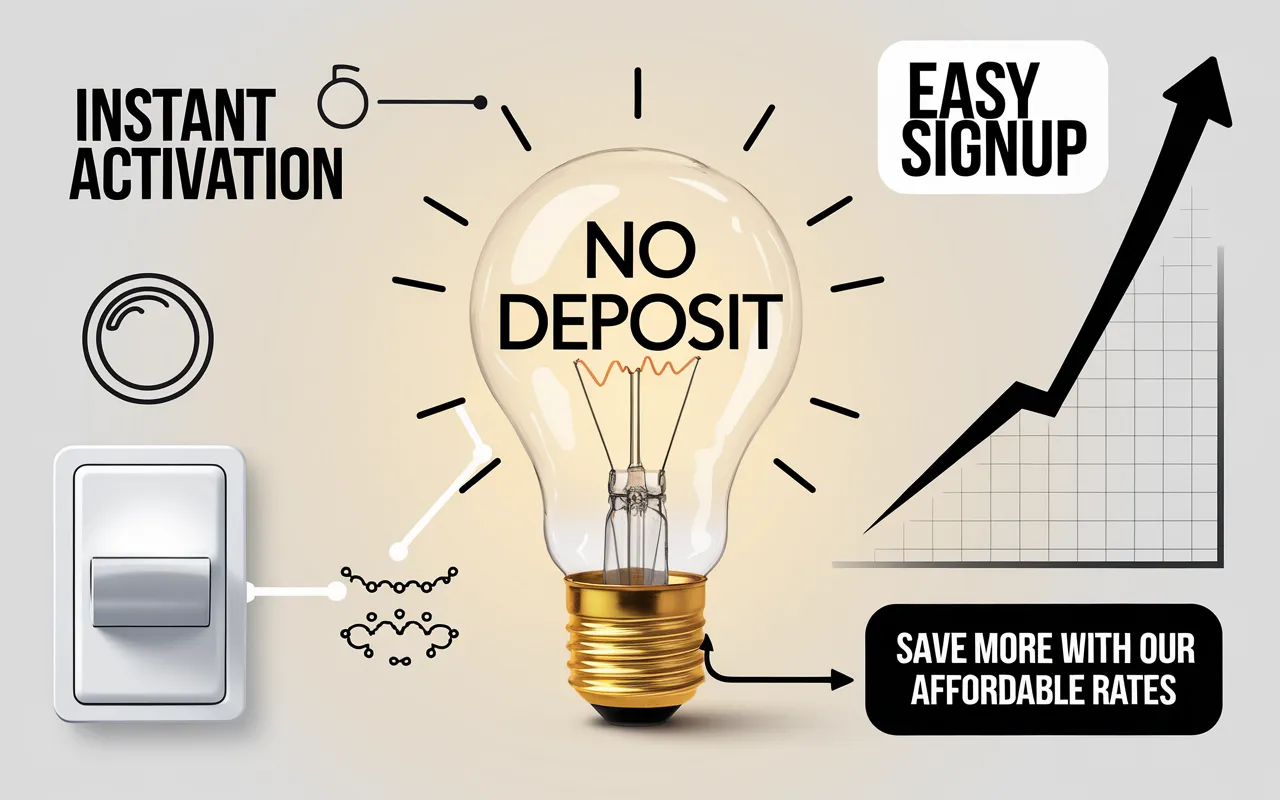 INSTANT
ACTIVATION
NO
DEPOSIT
EASY
SIGNUP
SAVE MORE WITH OUR
AFFORDABLE RATES